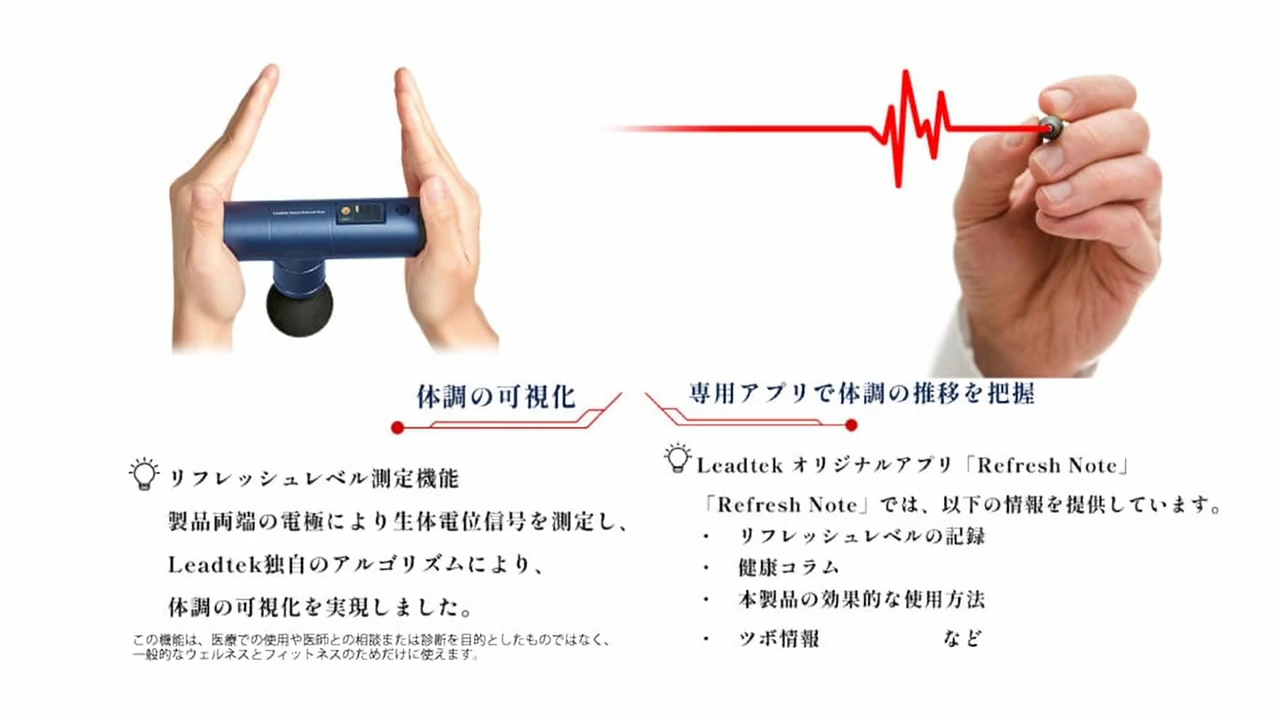 体調の可視化
リフレッシュレベル測定機能
製品両端の電極により生体電位信号を測定し、
Leadtek独自のアルゴリズムにより、
体調の可視化を実現しました。
この機能は、医療での使用や医師との相談または診断を目的としたものではなく、
一般的なウェルネスとフィットネスのためだけに使えます。
専用アプリで体調の推移を把握
Leadtek オリジナルアプリ「Refresh Note」
「Refresh Note」では、以下の情報を提供しています。
・ リフレッシュレベルの記録
・ 健康コラム
・ 本製品の効果的な使用方法
・ ツボ情報 など